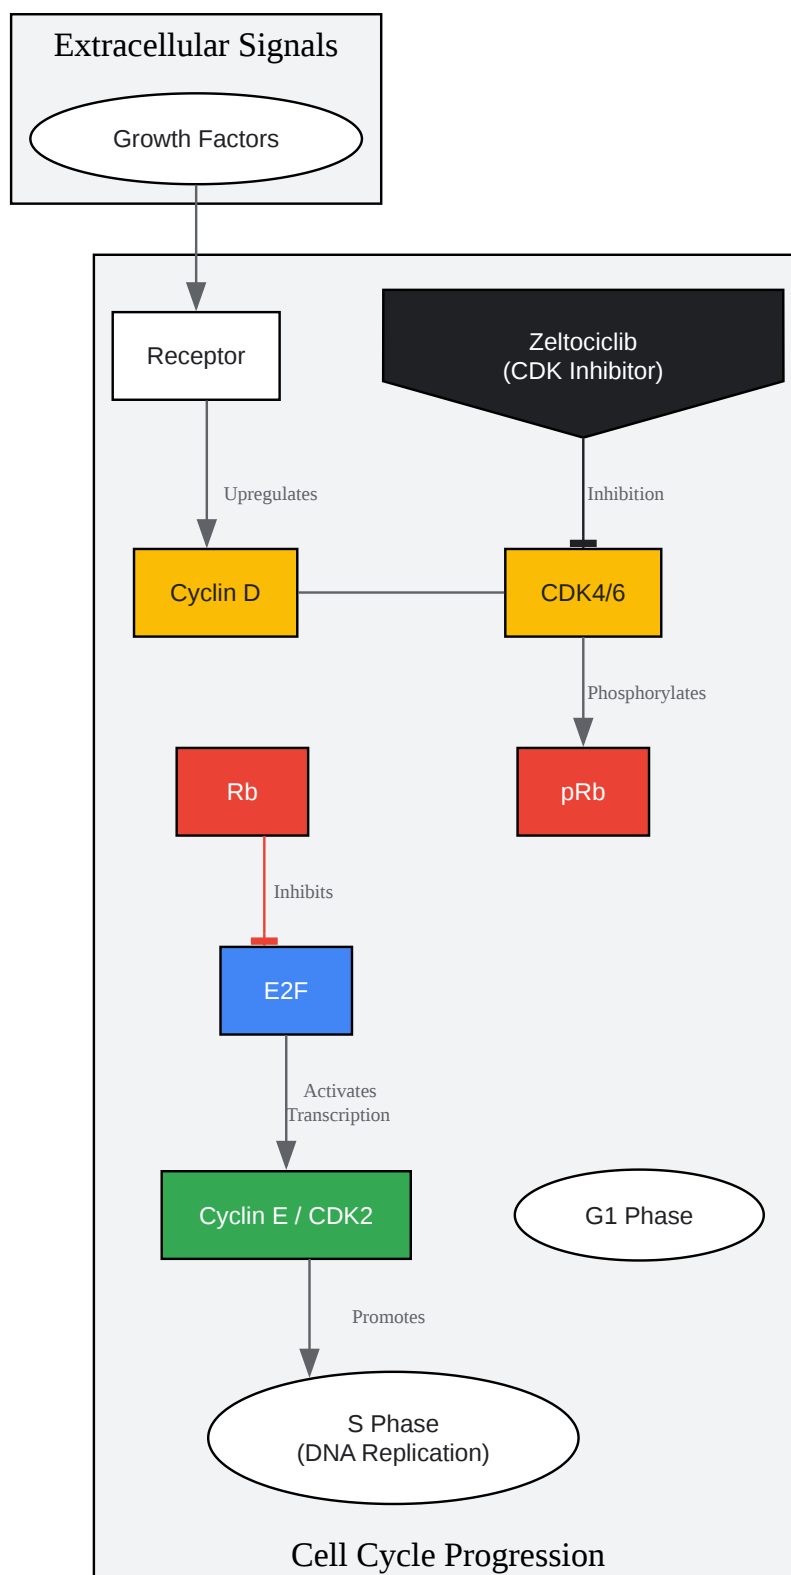 Extracellular Signals
Growth Factors
Receptor
Zeltociclib
(CDK Inhibitor)
Upregulates
Inhibition
Cyclin D
CDK4/6
Phosphorylates
Rb
pRb
Inhibits
E2F
Activates
Transcription
Cyclin E / CDK2
G1 Phase
Promotes
S Phase
(DNA Replication)
Cell Cycle Progression